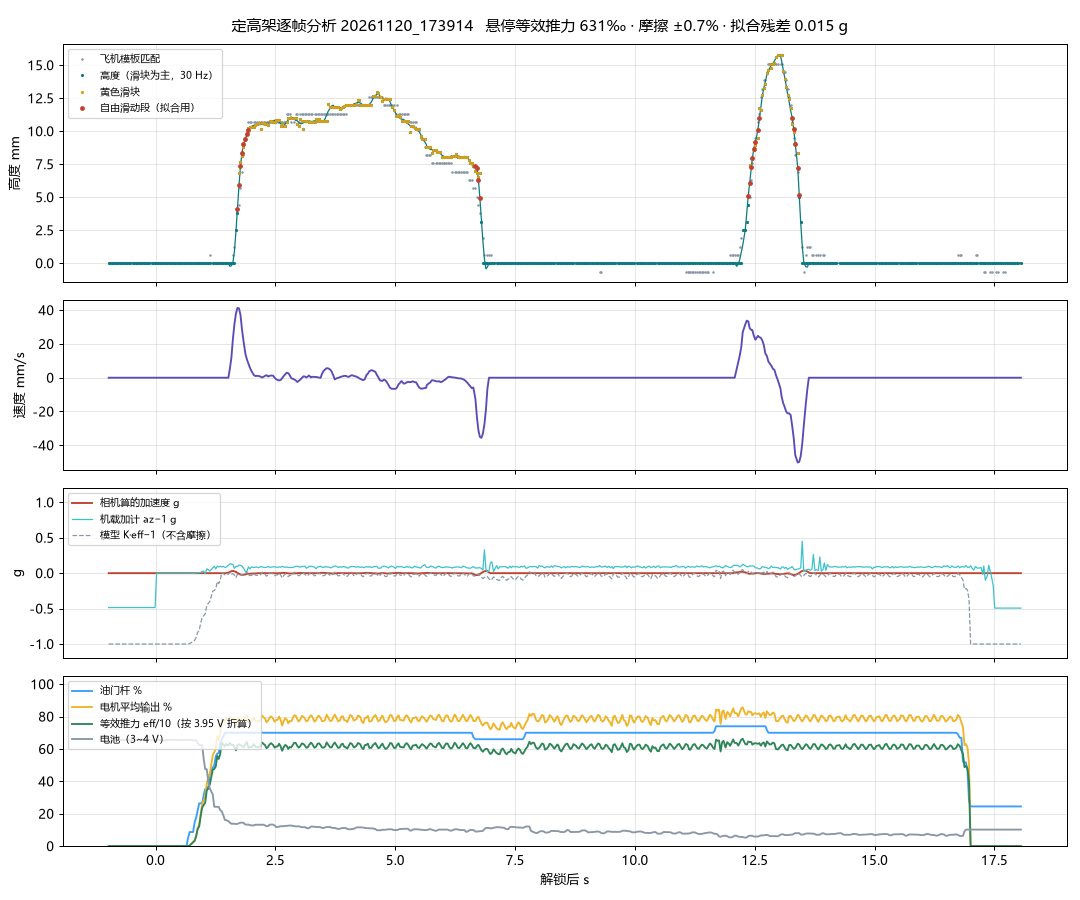 定高架逐帧分析 20261120_173914 悬停等效推力 631‰ · 摩擦 ±0.7% · 拟合残差 0.015 g
飞机模板匹配
高度（滑块为主，30 Hz）
黄色滑块
自由滑动段（拟合用）
高度 mm
15.0
12.5
10.0
7.5
5.0
2.5
0.0
速度 mm/s
40
20
0
-20
-40
相机算的加速度 g
机载加计 az−1 g
模型 K·eff−1（不含摩擦）
g
1.0
0.5
0.0
-0.5
-1.0
油门杆 %
电机平均输出 %
等效推力 eff/10（按 3.95 V 折算）
电池（3~4 V）
100
80
60
40
20
0
0.0 2.5 5.0 7.5 10.0 12.5 15.0 17.5
解锁后 s